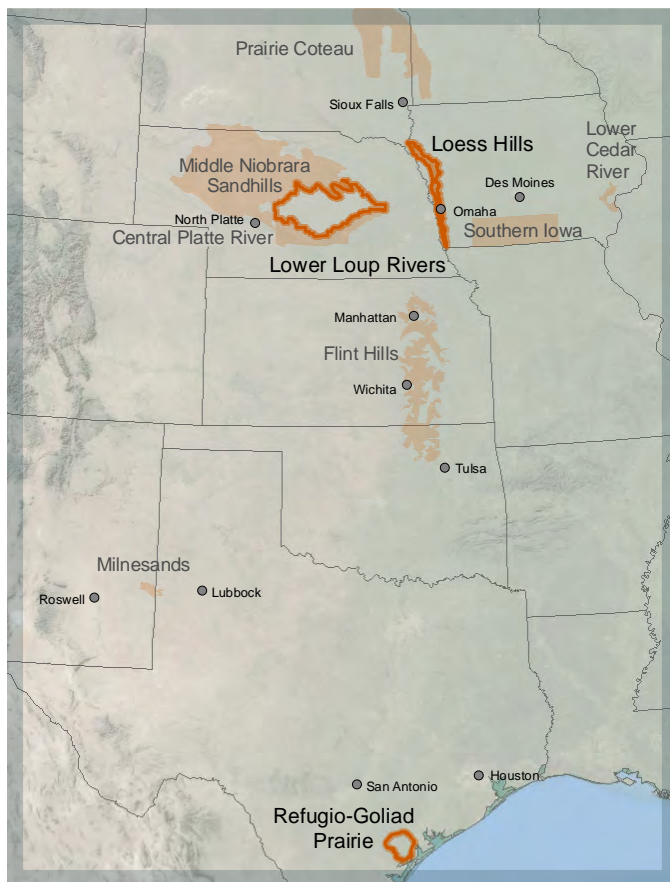 Prairie Coteau
Sioux Falls
Loess Hills
Lower
Cedar
River
Middle Niobrara
Sandhills
Des Moines
North Platte
Omaha
Central Platte River
Southern Iowa
Lower Loup Rivers
Manhattan
Flint Hills
Wichita
Tulsa
Milnesands
Roswell
Lubbock
Houston
San Antonio
Refugio-Goliad
Prairie